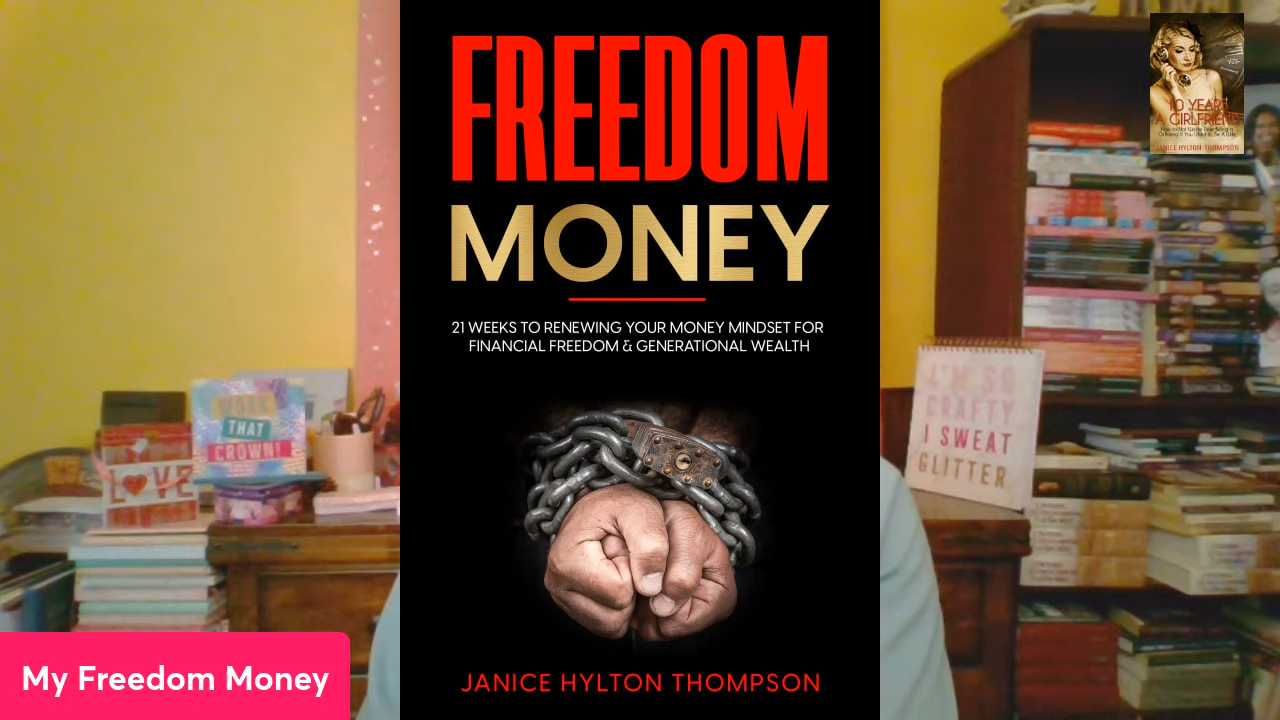 FREEDOM
MONEY
21 WEEKS TO RENEWING YOUR MONEY MINDSET FOR
FINANCIAL FREEDOM & GENERATIONAL WEALTH
JANICE HYLTON THOMPSON
My Freedom Money
10 YEARS
A GIRLFRIEND
JANICE HYLTON-THOMPSON
LOVE
THAT
CROWN!
I'M SO
CRAFTY
I SWEAT
GLITTER